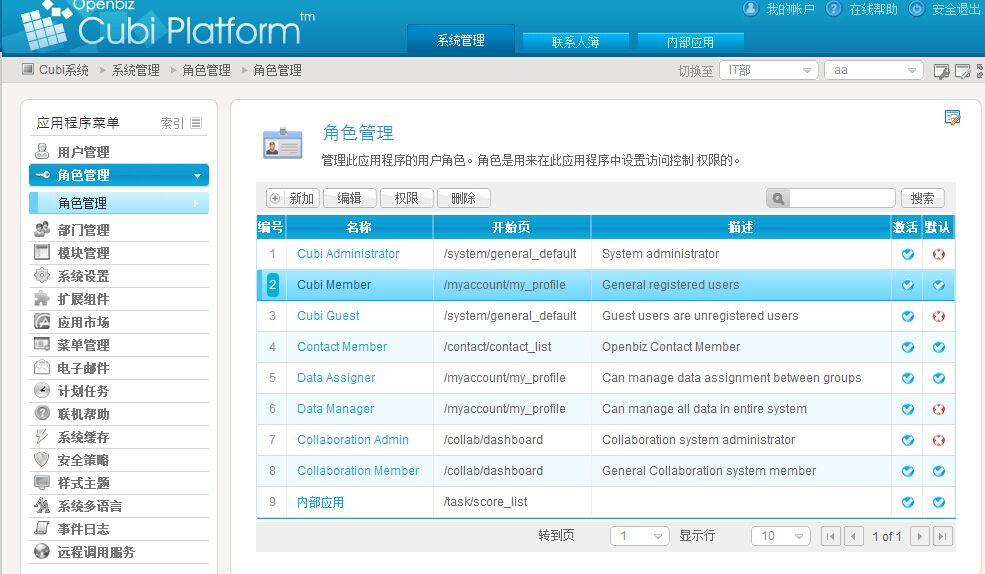 Openbiz
Cubi Platform™
我的帐户 在线帮助 安全退出
系统管理 联系人簿 内部应用
Cubi系统 系统管理 角色管理 角色管理
切换至 IT部 aa
应用程序菜单 索引
用户管理
角色管理
角色管理
部门管理
模块管理
系统设置
扩展组件
应用市场
菜单管理
电子邮件
计划任务
联机帮助
系统缓存
安全策略
样式主题
系统多语言
事件日志
远程调用服务
角色管理
管理此应用程序的用户角色。角色是用来在此应用程序中设置访问控制 权限的。
新加 编辑 权限 删除 搜索
编号 名称 开始页 描述 激活 默认
1 Cubi Administrator /system/general_default System administrator
2 Cubi Member /myaccount/my_profile General registered users
3 Cubi Guest /system/general_default Guest users are unregistered users
4 Contact Member /contact/contact_list Openbiz Contact Member
5 Data Assigner /myaccount/my_profile Can manage data assignment between groups
6 Data Manager /myaccount/my_profile Can manage all data in entire system
7 Collaboration Admin /collab/dashboard Collaboration system administrator
8 Collaboration Member /collab/dashboard General Collaboration system member
9 内部应用 /task/score_list
转到页 1 显示行 10 1 of 1